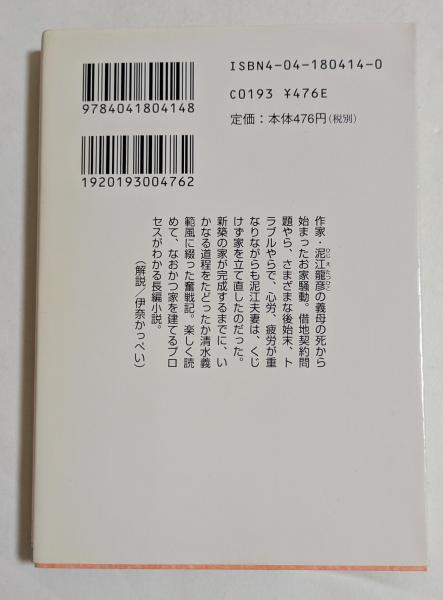 ISBN4-04-180414-0
C0193 ¥476E
定価：本体476円(税別)
9784041804148
1920193004762
作家・泥江龍彦の義母の死から
始まったお家騒動。借地契約問
題やら、さまざまな後始末、ト
ラブルやらで、心労、疲労が重
なりながらも泥江夫妻は、くじ
けず家を立て直したのだった。
新築の家が完成するまでに、い
かなる道程をたどったか清水義
範風に綴った奮戦記。楽しく読
めて、なおかつ家を建てるプロ
セスがわかる長編小説。
（解説／伊奈かっぺい）